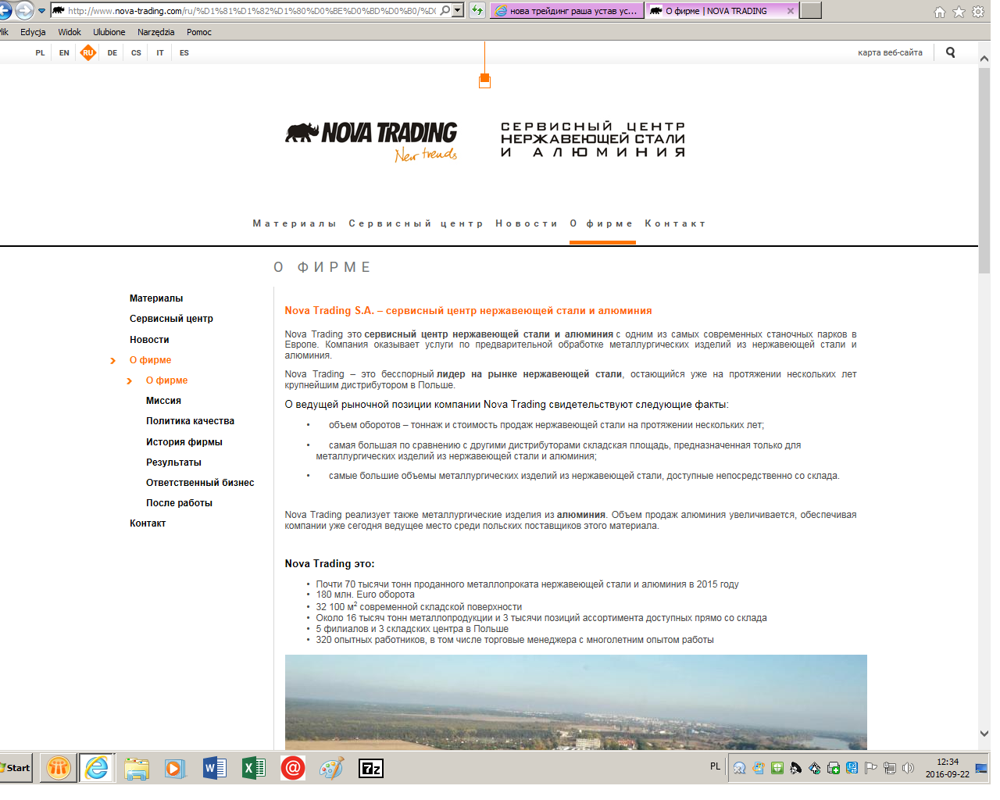 http://www.nova-trading.com/ru/%D1%81%D1%82%D1%80%D0%BE%D0%BD%D0%B0/%D(
нова трейдинг раша устав ус...
О фирме | NOVA TRADING
Plik Edycja Widok Ulubione Narzędzia Pomoc
PL EN RU DE CS IT ES
карта веб-сайта
NOVA TRADING
New trends
СЕРВИСНЫЙ ЦЕНТР
НЕРЖАВЕЮЩЕЙ СТАЛИ
И АЛЮМИНИЯ
Материалы Сервисный центр Новости О фирме Контакт
О ФИРМЕ
Материалы
Сервисный центр
Новости
О фирме
О фирме
Миссия
Политика качества
История фирмы
Результаты
Ответственный бизнес
После работы
Контакт
Nova Trading S.A. – сервисный центр нержавеющей стали и алюминия
Nova Trading это сервисный центр нержавеющей стали и алюминия с одним из самых современных станочных парков в
Европе. Компания оказывает услуги по предварительной обработке металлургических изделий из нержавеющей стали и
алюминия.
Nova Trading – это бесспорный лидер на рынке нержавеющей стали, остающийся уже на протяжении нескольких лет
крупнейшим дистрибутором в Польше.
О ведущей рыночной позиции компании Nova Trading свидетельствуют следующие факты:
• объем оборотов – тоннаж и стоимость продаж нержавеющей стали на протяжении нескольких лет;
• самая большая по сравнению с другими дистрибуторами складская площадь, предназначенная только для
металлургических изделий из нержавеющей стали и алюминия;
• самые большие объемы металлургических изделий из нержавеющей стали, доступные непосредственно со склада.
Nova Trading реализует также металлургические изделия из алюминия. Объем продаж алюминия увеличивается, обеспечивая
компании уже сегодня ведущее место среди польских поставщиков этого материала.
Nova Trading это:
• Почти 70 тысячи тонн проданного металлопроката нержавеющей стали и алюминия в 2015 году
• 180 млн. Euro оборота
• 32 100 м² современной складской поверхности
• Около 16 тысяч тонн металлопродукции и 3 тысячи позиций ассортимента доступных прямо со склада
• 5 филиалов и 3 складских центра в Польше
• 320 опытных работников, в том числе торговые менеджера с многолетним опытом работы
Start
7z
PL
12:34
2016-09-22